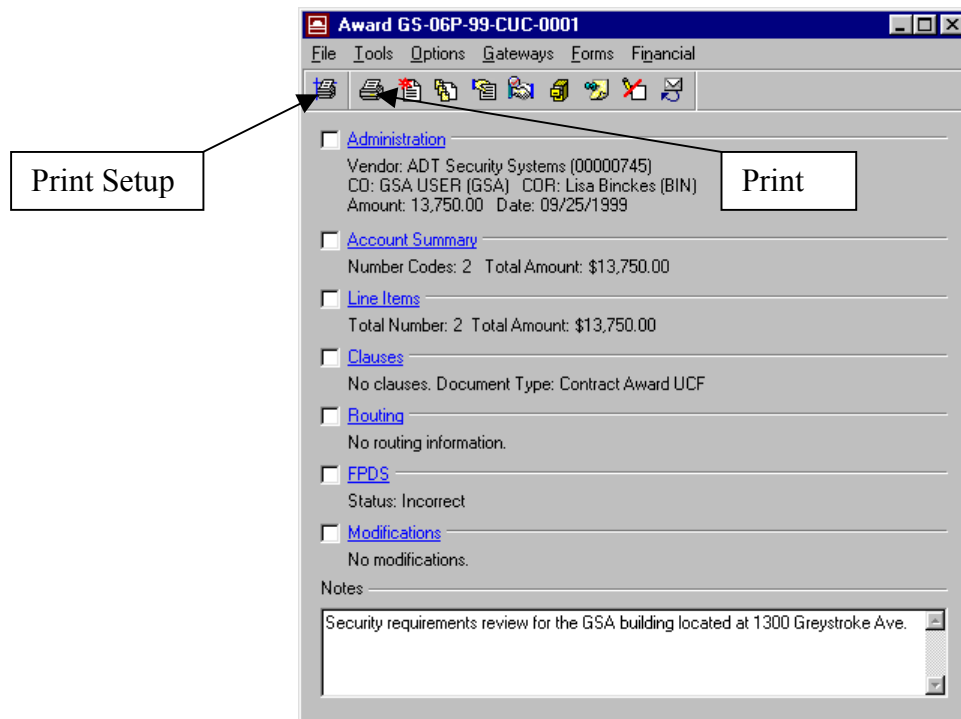 Award GS-06P-99-CUC-0001
File Tools Options Gateways Forms Financial
Print Setup
Print
Administration
Vendor: ADT Security Systems (00000745)
CO: GSA USER (GSA) COR: Lisa Binckes (BIN)
Amount: 13,750.00 Date: 09/25/1999
Account Summary
Number Codes: 2 Total Amount: $13,750.00
Line Items
Total Number: 2 Total Amount: $13,750.00
Clauses
No clauses. Document Type: Contract Award UCF
Routing
No routing information.
FPDS
Status: Incorrect
Modifications
No modifications.
Notes
Security requirements review for the GSA building located at 1300 Greystroke Ave.